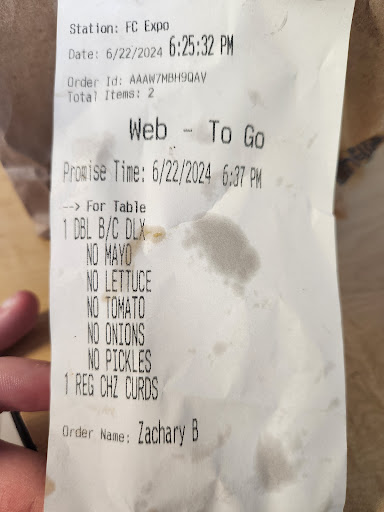 Station: FC Expo
Date: 6/22/2024 6:25:32 PM
Order Id: AAAW7MBH9QAV
Total Items: 2
Web - To Go
Promise Time: 6/22/2024 6:37 PM
--> For Table
1 DBL B/C DLX
NO MAYO
NO LETTUCE
NO TOMATO
NO ONIONS
NO PICKLES
1 REG CHZ CURDS
Order Name: Zachary B